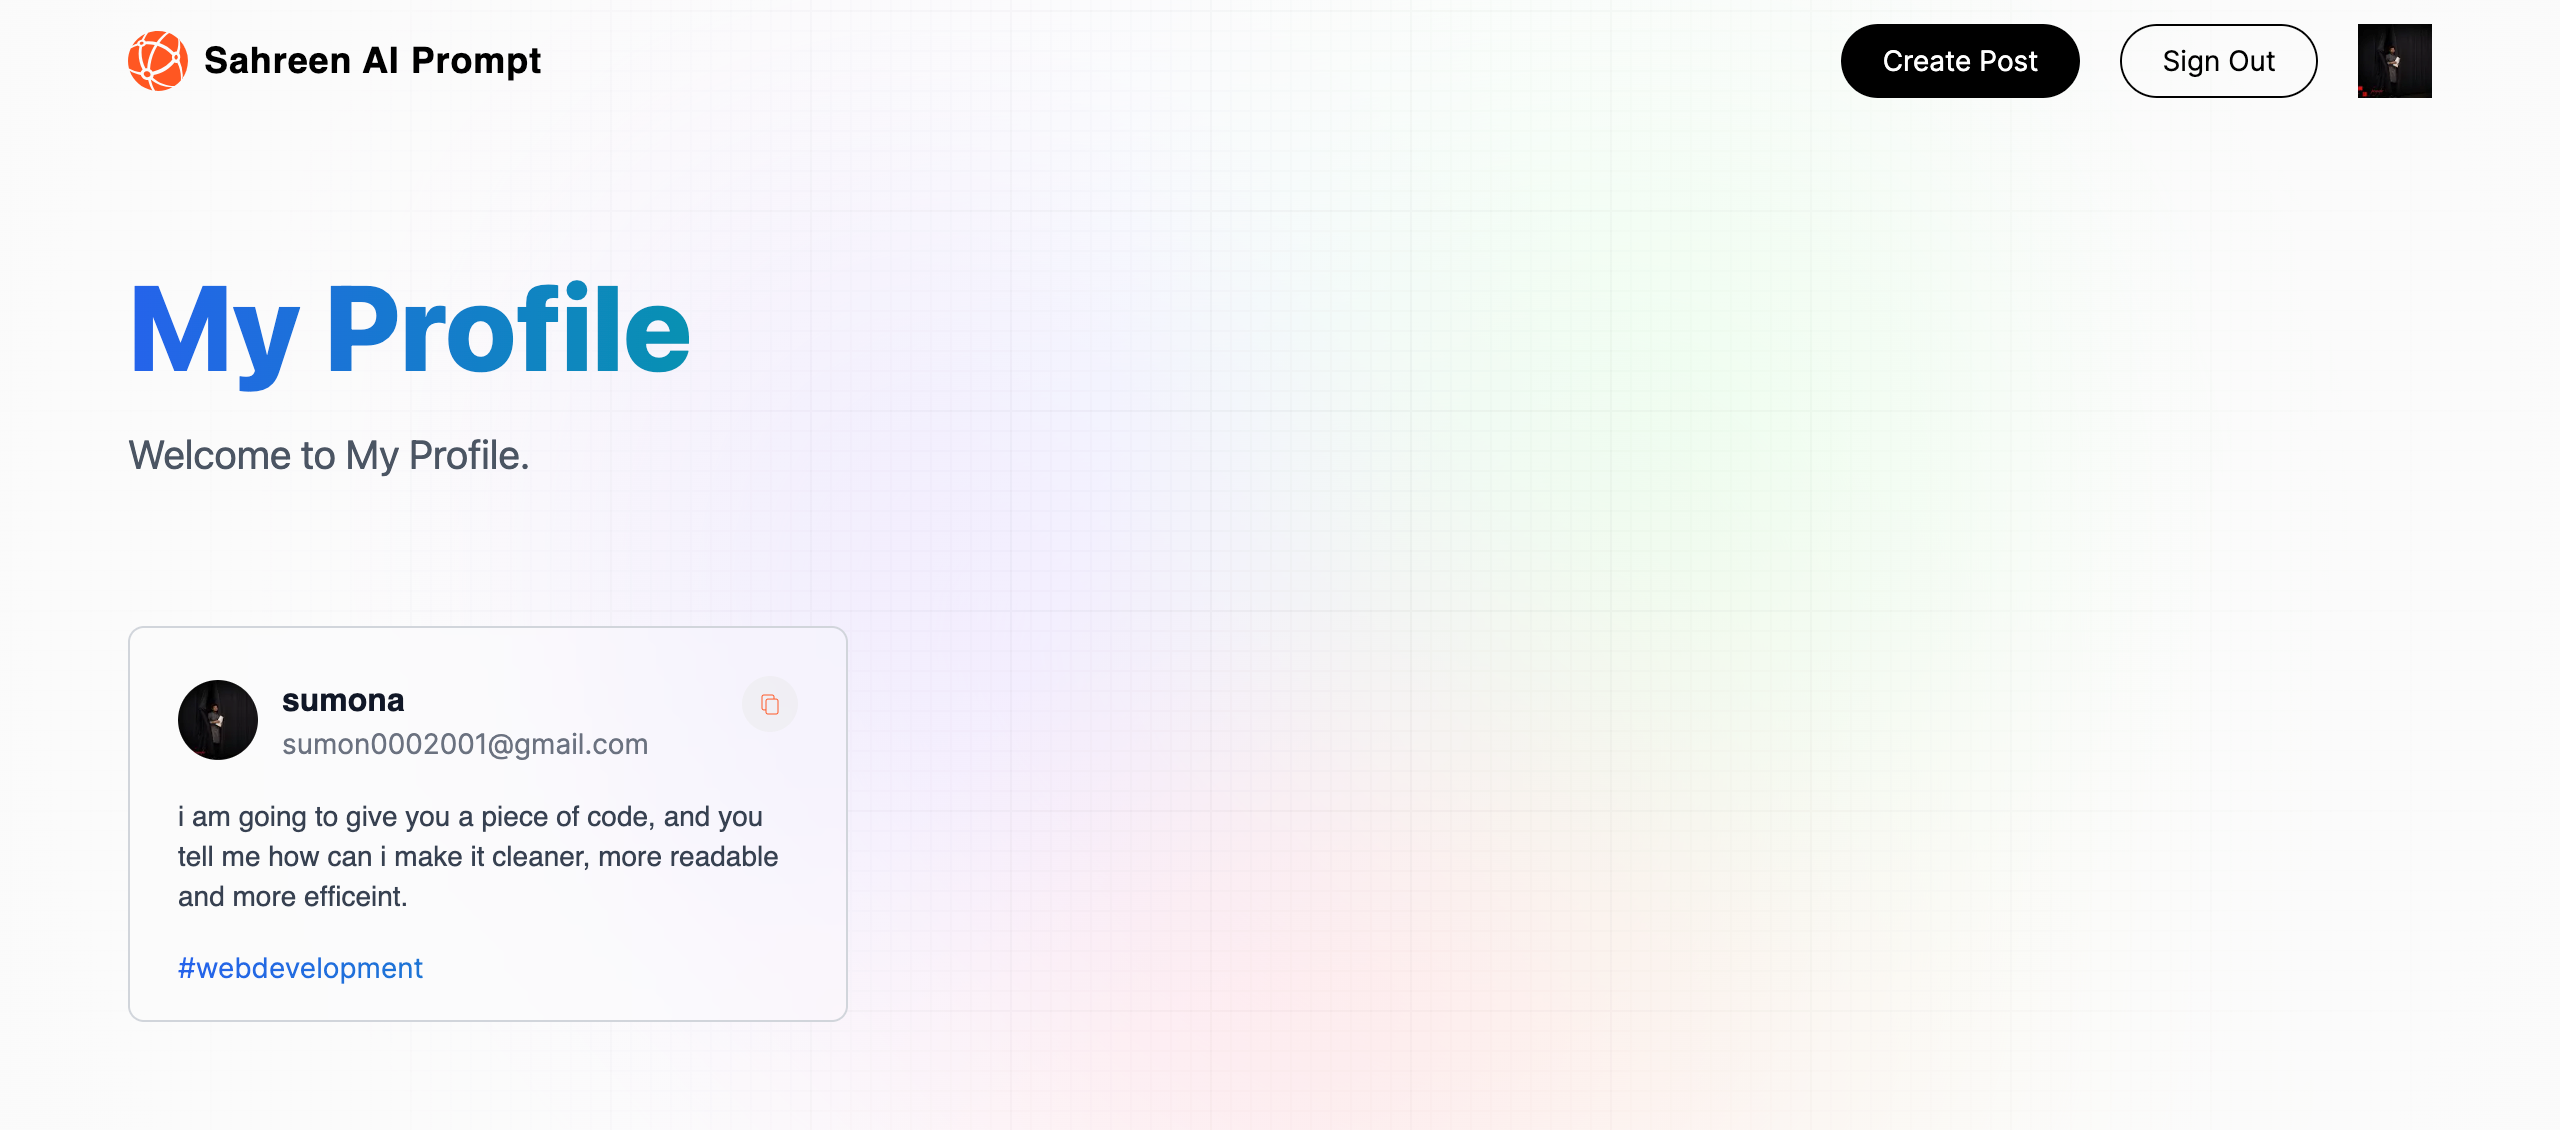 Sahreen AI Prompt
Create Post
Sign Out
My Profile
Welcome to My Profile.
sumona
sumon0002001@gmail.com
i am going to give you a piece of code, and you
tell me how can i make it cleaner, more readable
and more efficeint.
#webdevelopment